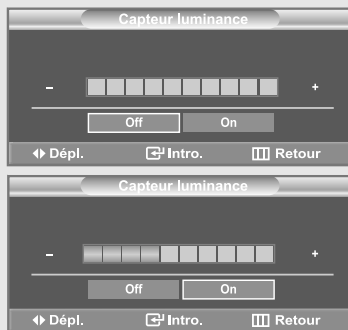 Capteur luminance
– +
Off On
Dépl. Intro. Retour
Capteur luminance
– +
Off On
Dépl. Intro. Retour